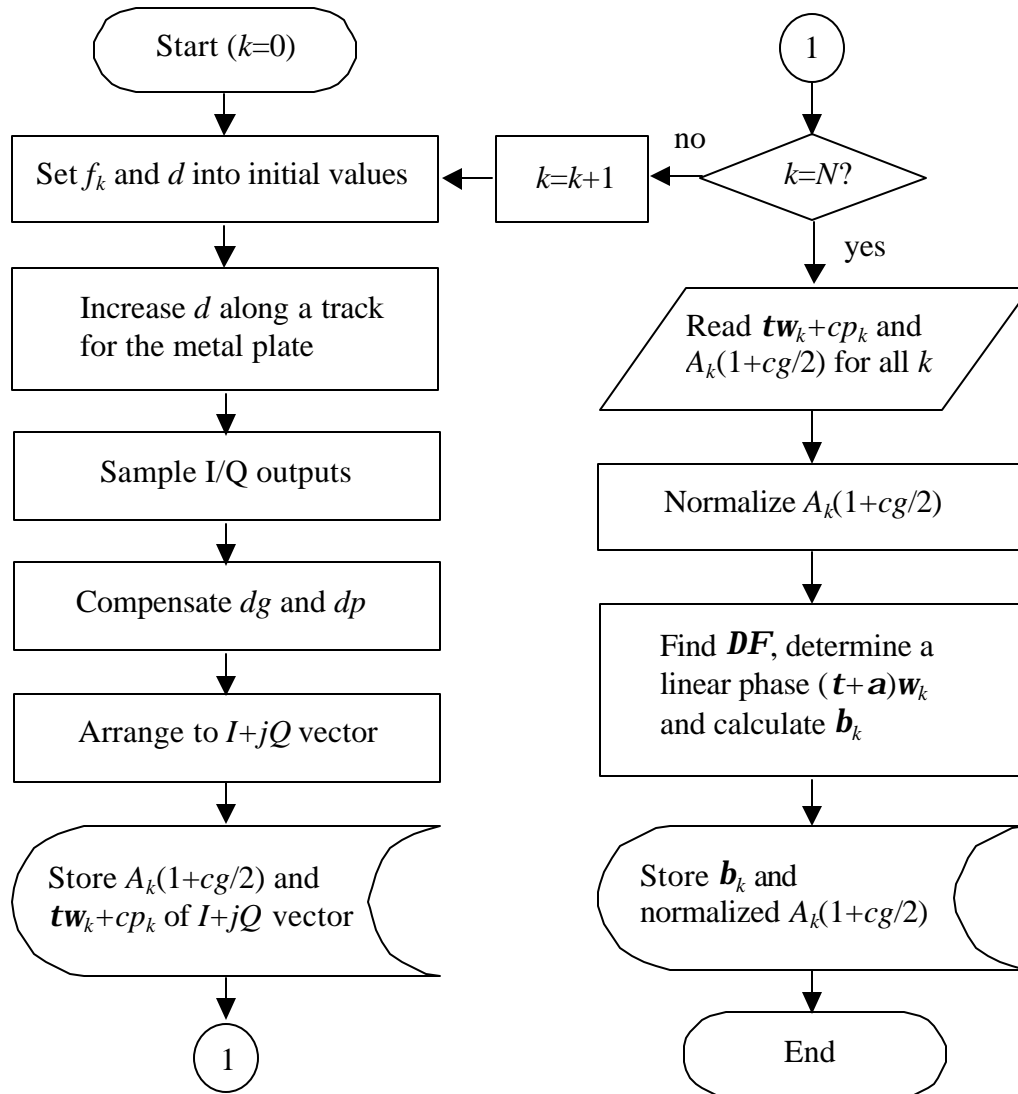 Start (k=0)
Set fk and d into initial values
Increase d along a track
for the metal plate
Sample I/Q outputs
Compensate dg and dp
Arrange to I+jQ vector
Store Ak(1+cg/2) and
twk+cpk of I+jQ vector
1
1
k=N?
no
k=k+1
yes
Read twk+cpk and
Ak(1+cg/2) for all k
Normalize Ak(1+cg/2)
Find DF, determine a
linear phase (t+a)wk
and calculate bk
Store bk and
normalized Ak(1+cg/2)
End